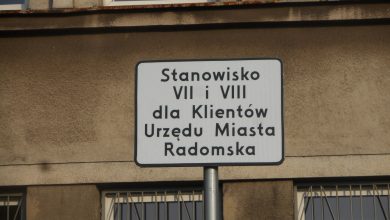 Stanowisko
VII i VIII
dla Klientów
Urzędu Miasta
Radomska